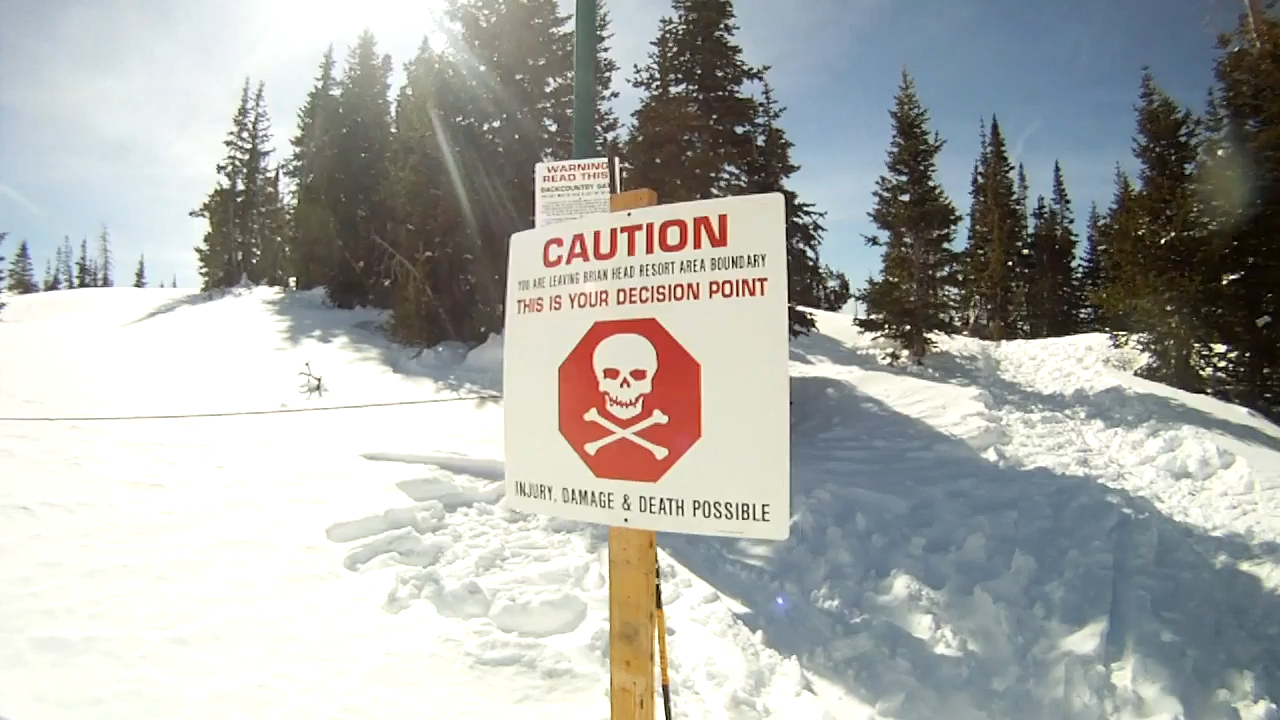 WARNING
READ THIS
BACKCOUNTRY
CAUTION
YOU ARE LEAVING BRIAN HEAD RESORT AREA BOUNDARY
THIS IS YOUR DECISION POINT
INJURY, DAMAGE & DEATH POSSIBLE